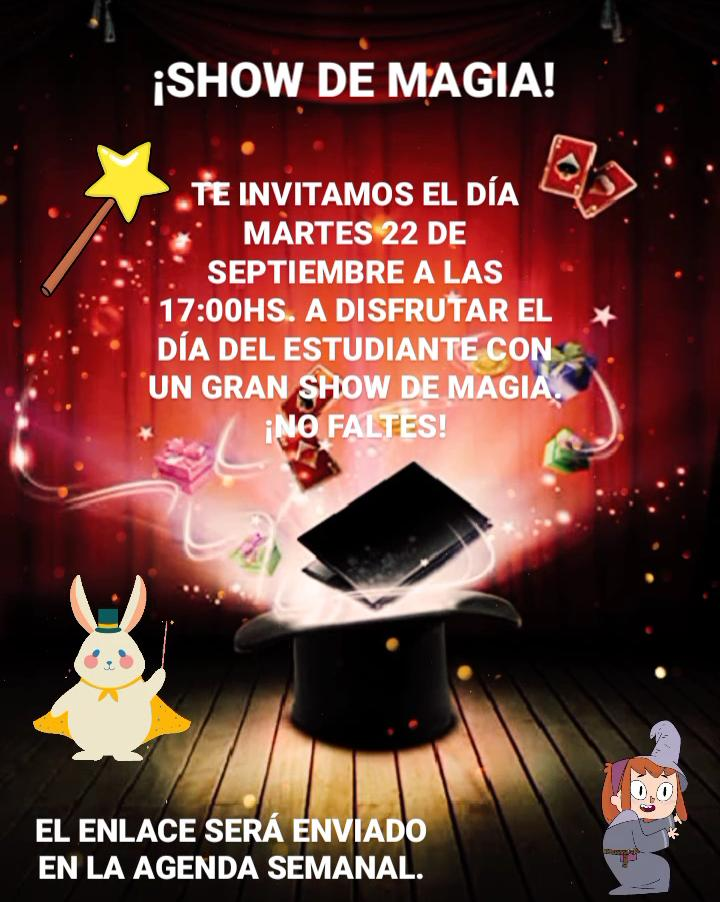 ¡SHOW DE MAGIA!
TE INVITAMOS EL DÍA
MARTES 22 DE
SEPTIEMBRE A LAS
17:00HS. A DISFRUTAR EL
DÍA DEL ESTUDIANTE CON
UN GRAN SHOW DE MAGIA.
¡NO FALTES!
EL ENLACE SERÁ ENVIADO
EN LA AGENDA SEMANAL.